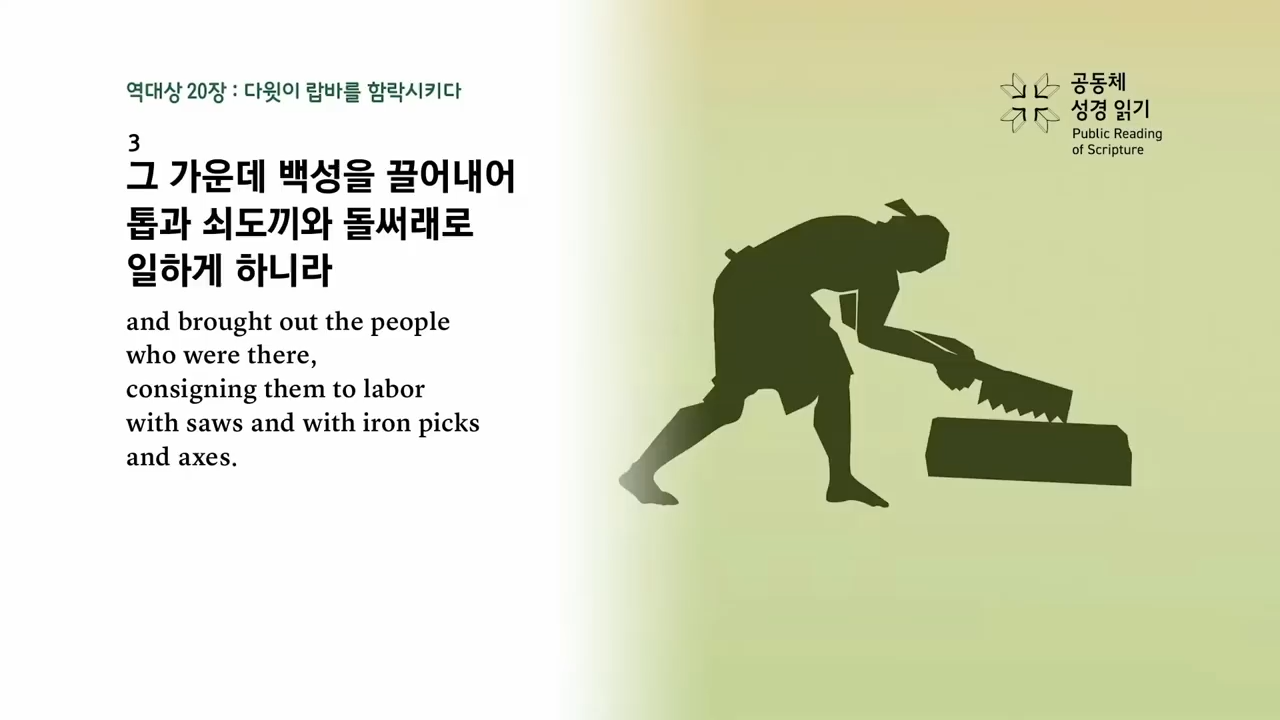 역대상 20장 : 다윗이 랍바를 함락시키다
3
그 가운데 백성을 끌어내어
톱과 쇠도끼와 돌써래로
일하게 하니라
and brought out the people
who were there,
consigning them to labor
with saws and with iron picks
and axes.
공동체
성경 읽기
Public Reading
of Scripture